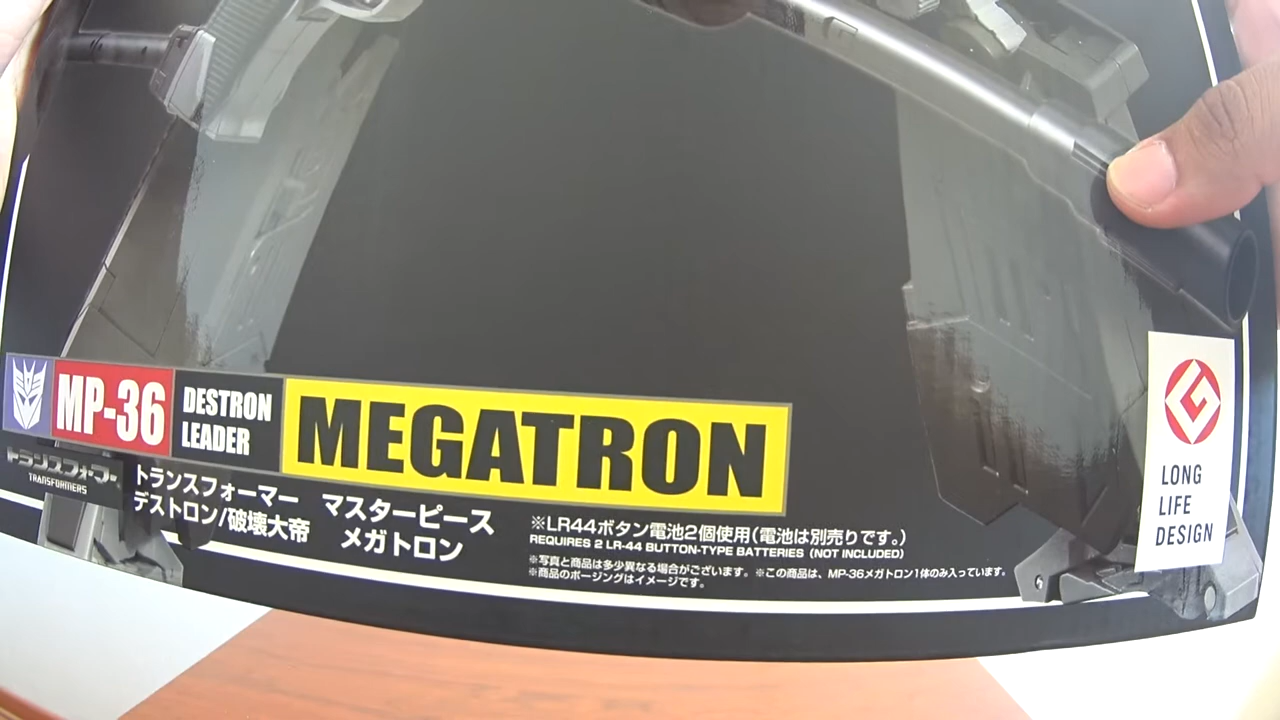 MP-36
DESTRON
LEADER
MEGATRON
トランスフォーマー
TRANSFORMERS
トランスフォーマー マスターピース
デストロン/破壊大帝 メガトロン
※LR44ボタン電池2個使用(電池は別売りです。)
REQUIRES 2 LR-44 BUTTON-TYPE BATTERIES (NOT INCLUDED)
※写真と商品は多少異なる場合がございます。 ※この商品は、MP-36メガトロン1体のみ入っています。
※商品のポージングはイメージです。
LONG
LIFE
DESIGN